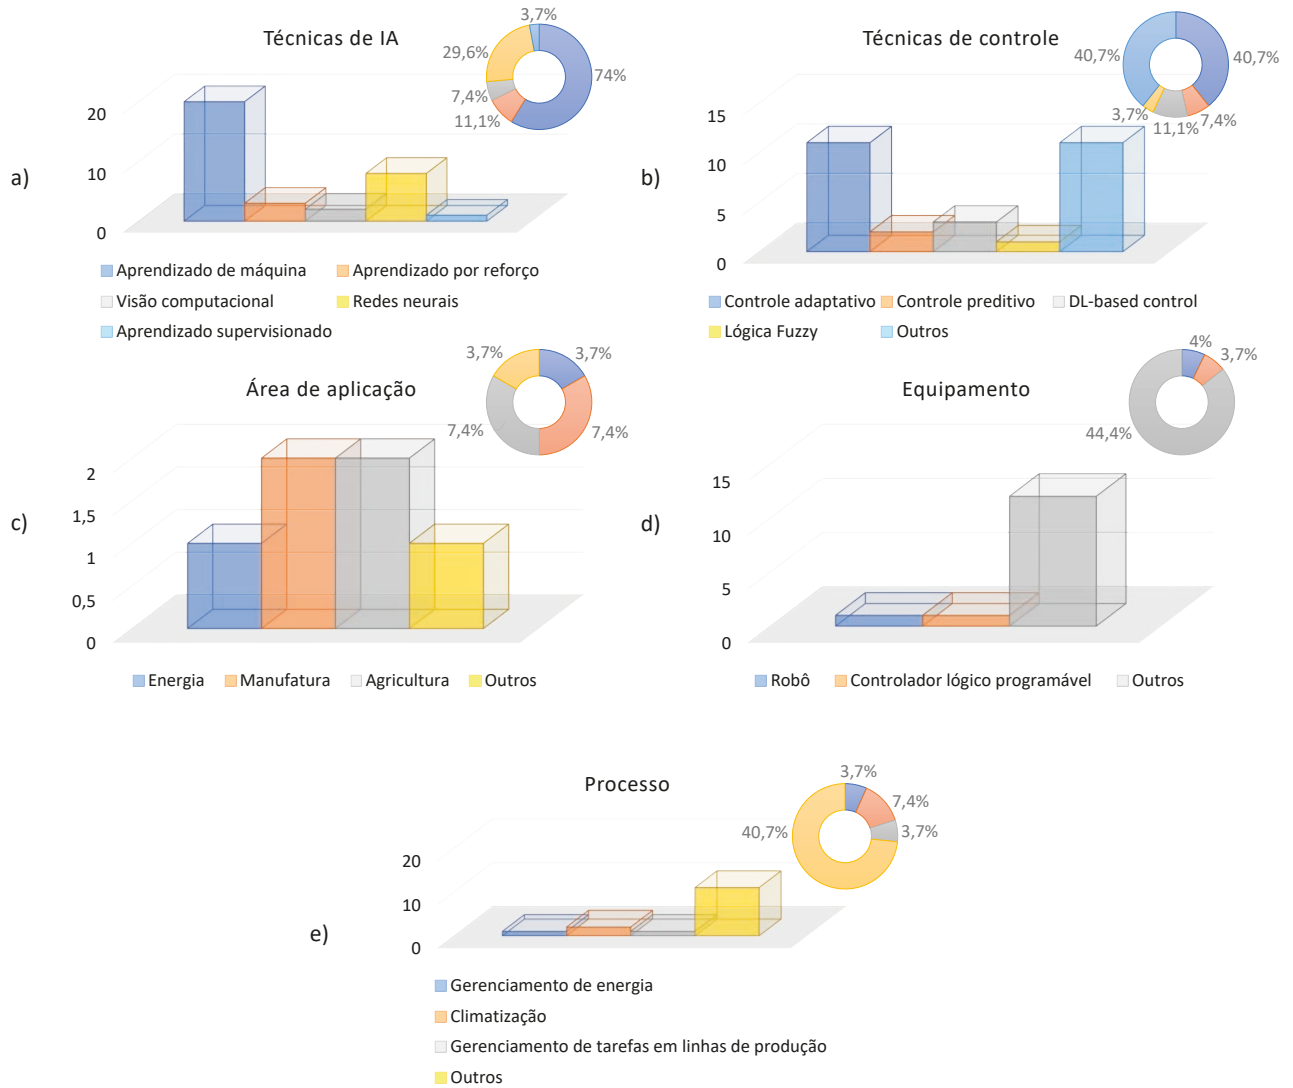 Técnicas de IA
3,7%
29,6%
74%
7,4%
11,1%
20
10
0
a)
Aprendizado de máquina Aprendizado por reforço
Visão computacional Redes neurais
Aprendizado supervisionado
Técnicas de controle
40,7%
40,7%
3,7%
11,1%
7,4%
15
10
5
0
b)
Controle adaptativo Controle preditivo DL-based control
Lógica Fuzzy Outros
Área de aplicação
3,7%
3,7%
7,4%
7,4%
2
1,5
1
0,5
0
c)
Energia Manufatura Agricultura Outros
Equipamento
4%
3,7%
44,4%
15
10
5
0
d)
Robô Controlador lógico programável Outros
Processo
3,7%
7,4%
40,7%
3,7%
20
10
0
e)
Gerenciamento de energia
Climatização
Gerenciamento de tarefas em linhas de produção
Outros